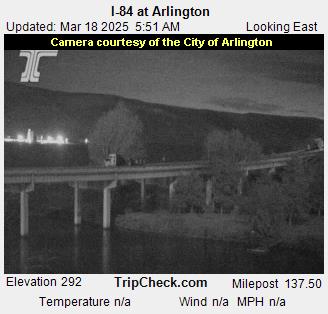 I-84 at Arlington
Updated: Mar 18 2025 5:51 AM Looking East
Camera courtesy of the City of Arlington
Elevation 292 TripCheck.com Milepost 137.50
Temperature n/a Wind n/a MPH n/a